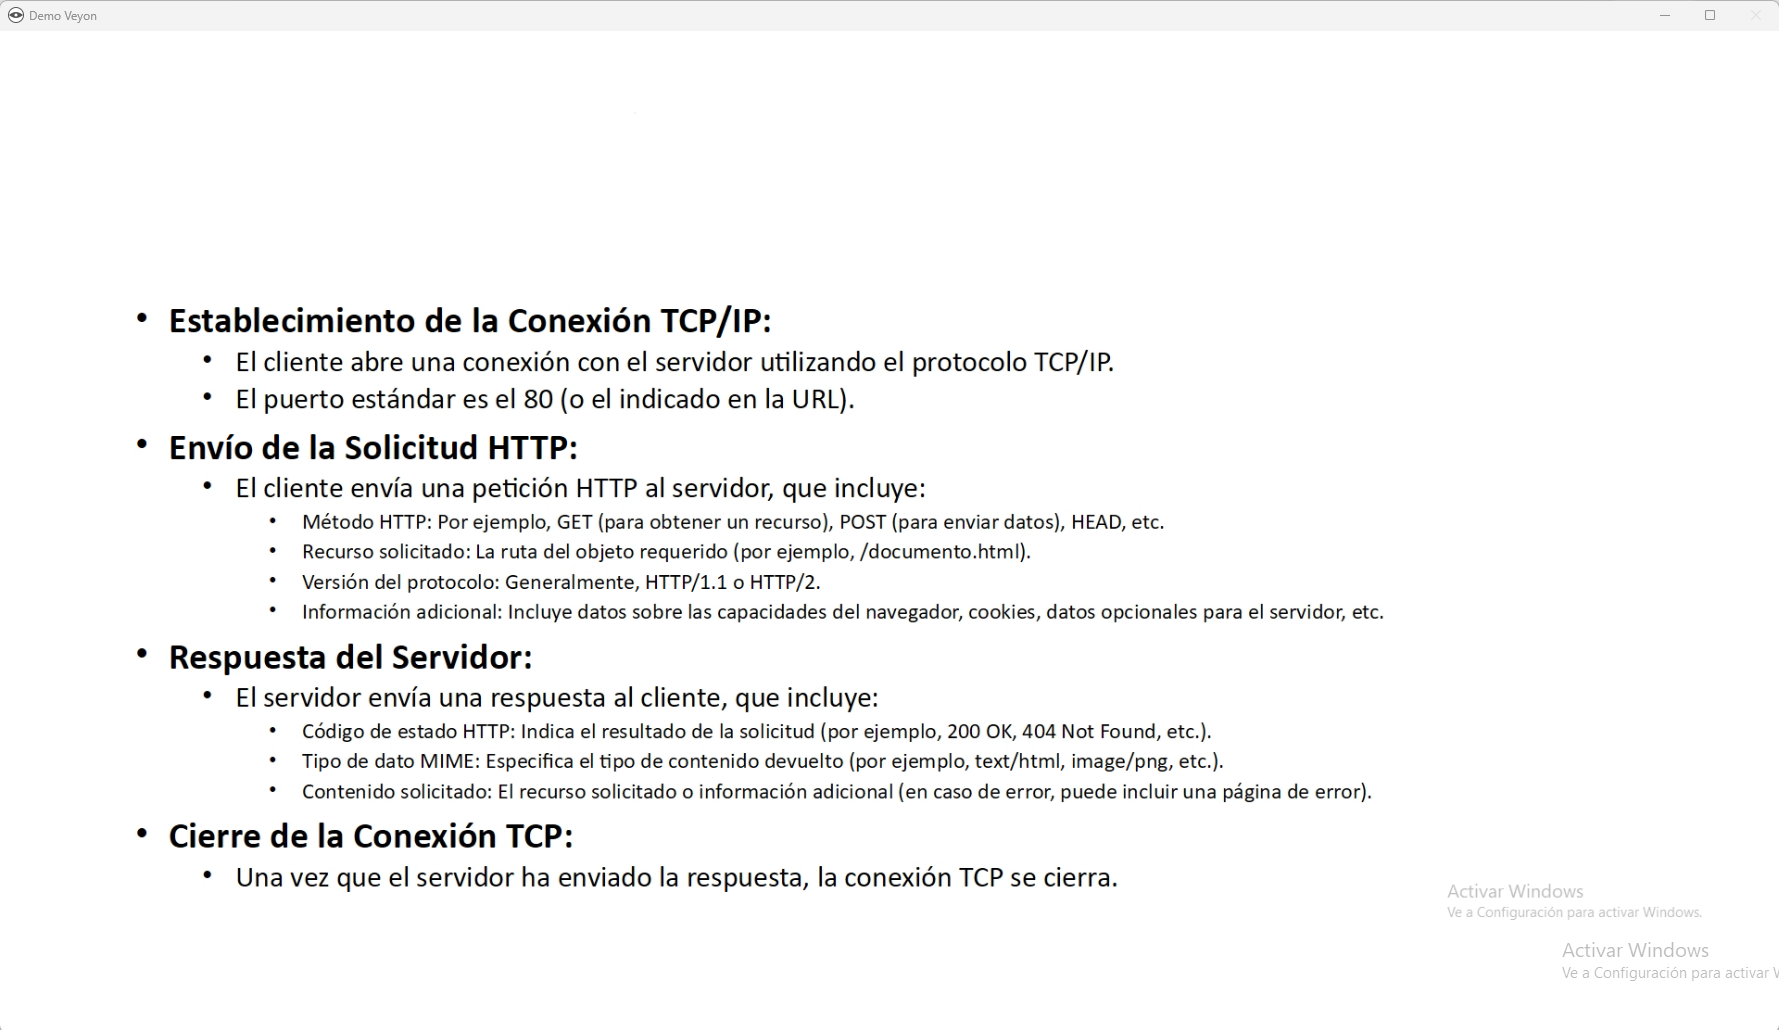 Demo Veyon
• Establecimiento de la Conexión TCP/IP:
• El cliente abre una conexión con el servidor utilizando el protocolo TCP/IP.
• El puerto estándar es el 80 (o el indicado en la URL).
• Envío de la Solicitud HTTP:
• El cliente envía una petición HTTP al servidor, que incluye:
• Método HTTP: Por ejemplo, GET (para obtener un recurso), POST (para enviar datos), HEAD, etc.
• Recurso solicitado: La ruta del objeto requerido (por ejemplo, /documento.html).
• Versión del protocolo: Generalmente, HTTP/1.1 o HTTP/2.
• Información adicional: Incluye datos sobre las capacidades del navegador, cookies, datos opcionales para el servidor, etc.
• Respuesta del Servidor:
• El servidor envía una respuesta al cliente, que incluye:
• Código de estado HTTP: Indica el resultado de la solicitud (por ejemplo, 200 OK, 404 Not Found, etc.).
• Tipo de dato MIME: Especifica el tipo de contenido devuelto (por ejemplo, text/html, image/png, etc.).
• Contenido solicitado: El recurso solicitado o información adicional (en caso de error, puede incluir una página de error).
• Cierre de la Conexión TCP:
• Una vez que el servidor ha enviado la respuesta, la conexión TCP se cierra.
Activar Windows
Ve a Configuración para activar Windows.
Activar Windows
Ve a Configuración para activar